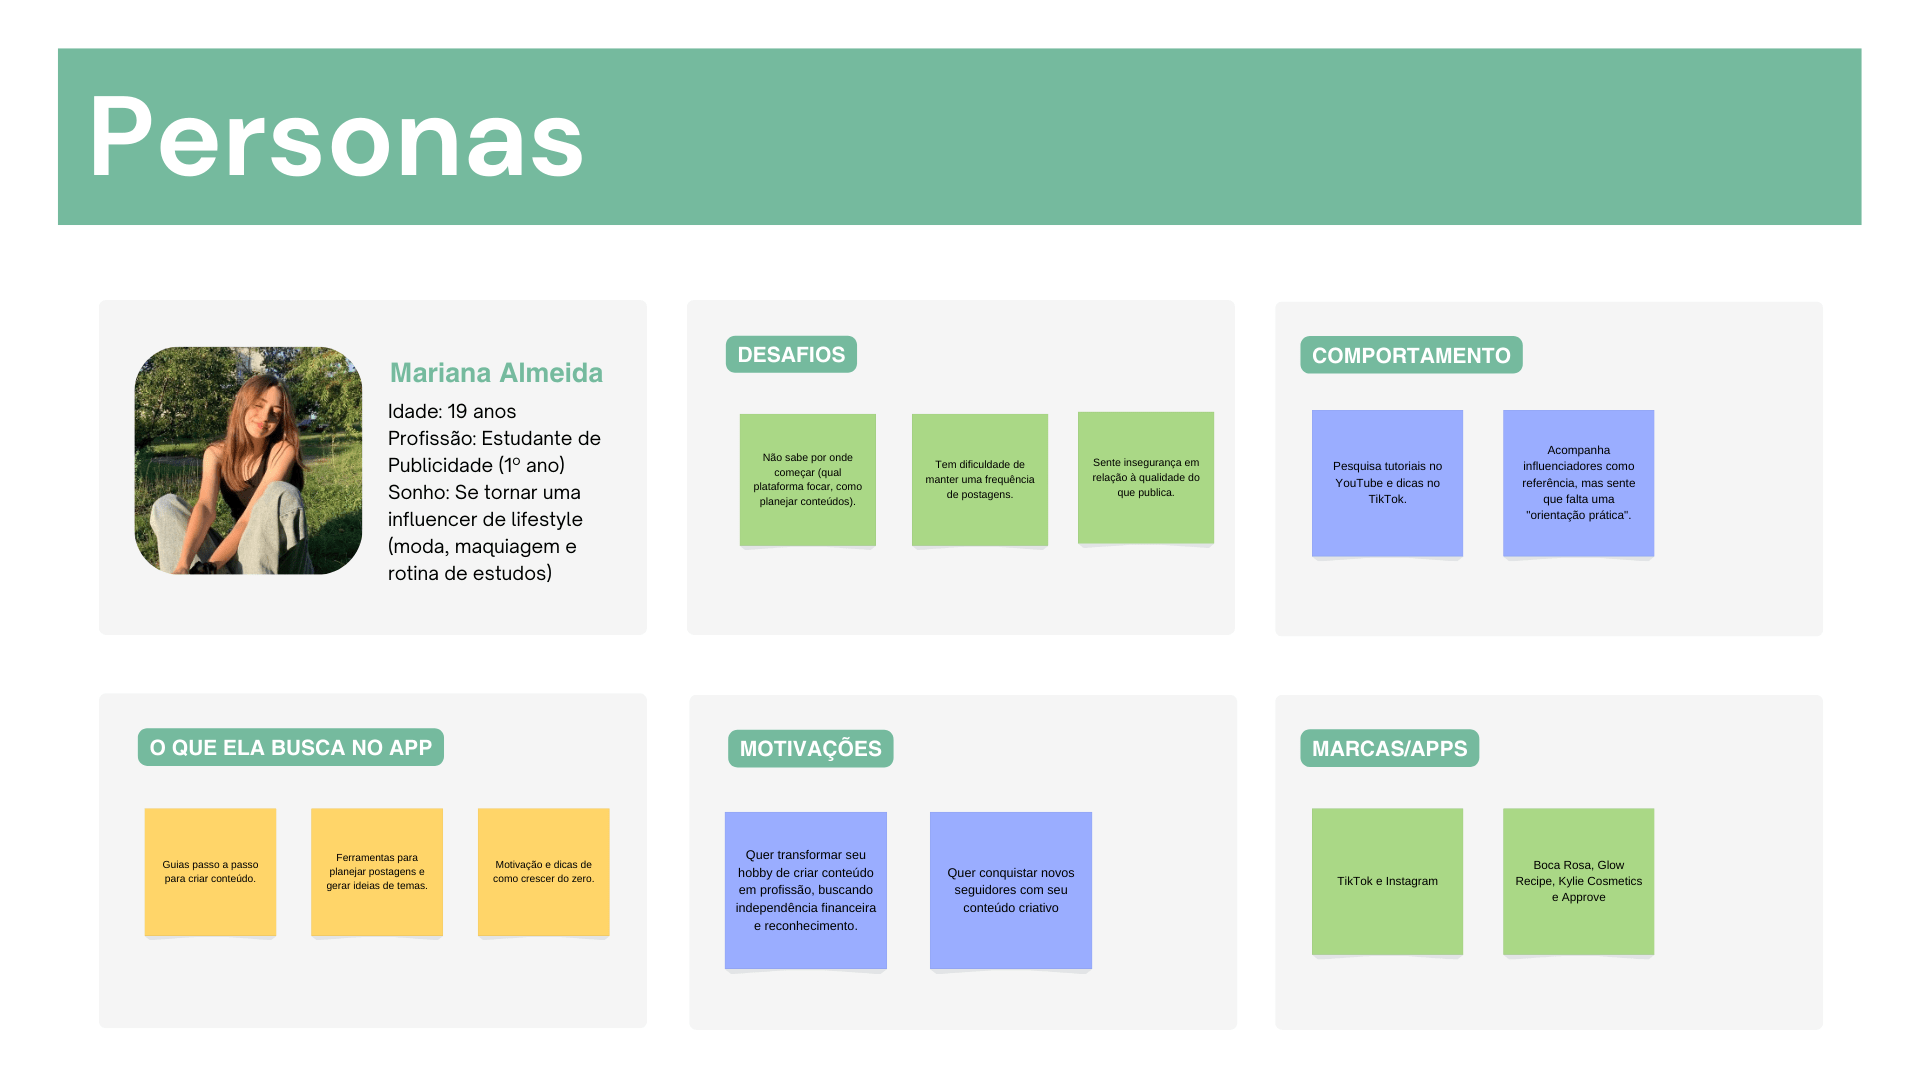 Personas
Mariana Almeida
Idade: 19 anos
Profissão: Estudante de
Publicidade (1º ano)
Sonho: Se tornar uma
influencer de lifestyle
(moda, maquiagem e
rotina de estudos)
DESAFIOS
Não sabe por onde
começar (qual
plataforma focar, como
planejar conteúdos).
Tem dificuldade de
manter uma frequência
de postagens.
Sente insegurança em
relação à qualidade do
que publica.
COMPORTAMENTO
Pesquisa tutoriais no
YouTube e dicas no
TikTok.
Acompanha
influenciadores como
referência, mas sente
que falta uma
"orientação prática".
O QUE ELA BUSCA NO APP
Guias passo a passo
para criar conteúdo.
Ferramentas para
planejar postagens e
gerar ideias de temas.
Motivação e dicas de
como crescer do zero.
MOTIVAÇÕES
Quer transformar seu
hobby de criar conteúdo
em profissão, buscando
independência financeira
e reconhecimento.
Quer conquistar novos
seguidores com seu
conteúdo criativo
MARCAS/APPS
TikTok e Instagram
Boca Rosa, Glow
Recipe, Kylie Cosmetics
e Approve